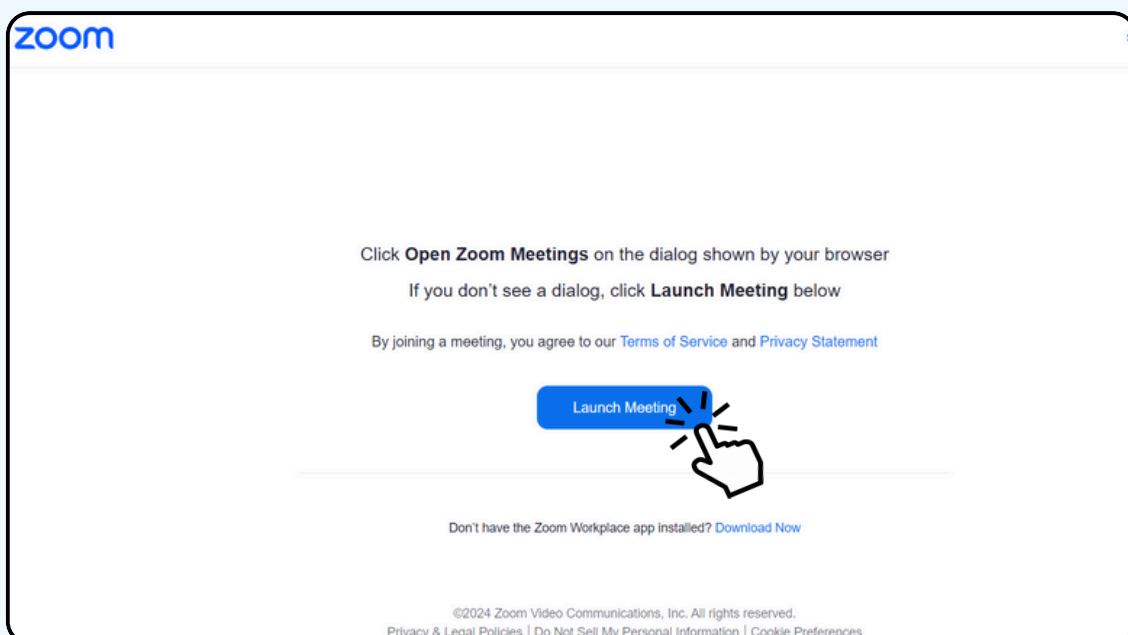 zoom
Click Open Zoom Meetings on the dialog shown by your browser
If you don't see a dialog, click Launch Meeting below
By joining a meeting, you agree to our Terms of Service and Privacy Statement
Launch Meeting
Don't have the Zoom Workplace app installed? Download Now
©2024 Zoom Video Communications, Inc. All rights reserved.
Privacy & Legal Policies | Do Not Sell My Personal Information | Cookie Preferences